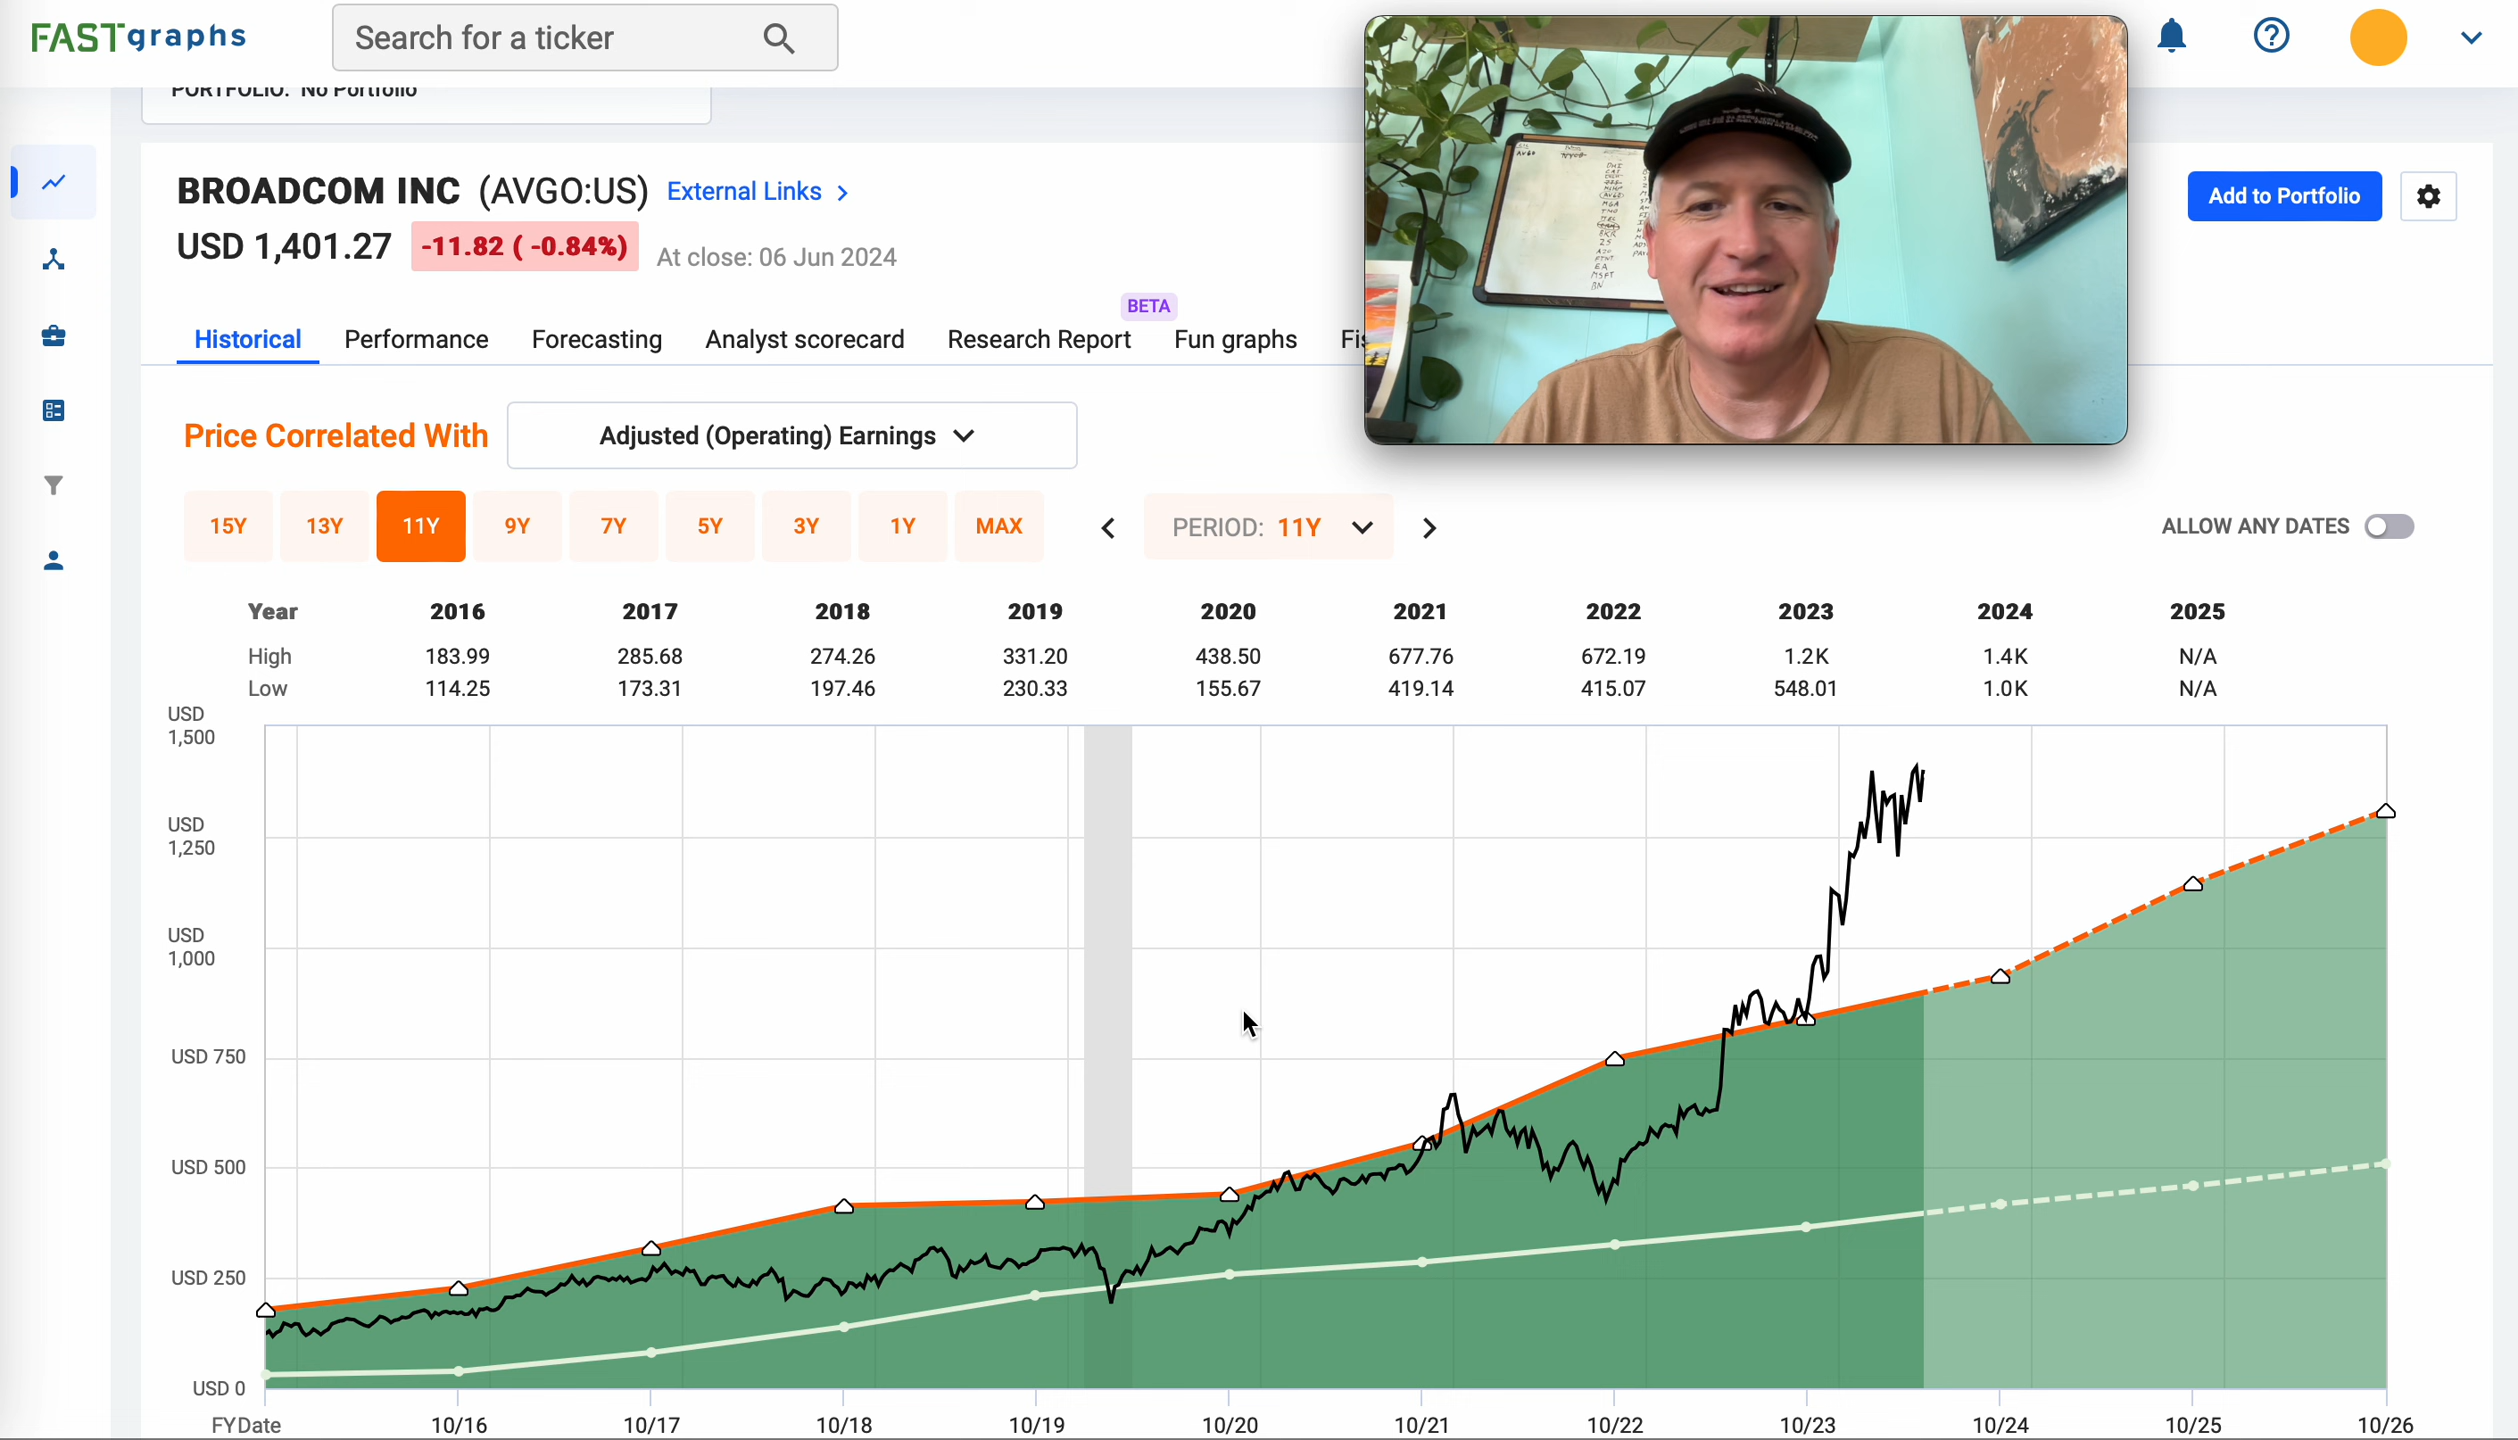 FASTgraphs
Search for a ticker
PORTFOLIO: No Portfolio
BROADCOM INC (AVGO:US) External Links
USD 1,401.27 -11.82 ( -0.84%) At close: 06 Jun 2024
Add to Portfolio
BETA
Historical Performance Forecasting Analyst scorecard Research Report Fun graphs Fis
Price Correlated With Adjusted (Operating) Earnings
15Y 13Y 11Y 9Y 7Y 5Y 3Y 1Y MAX PERIOD: 11Y ALLOW ANY DATES
Year 2016 2017 2018 2019 2020 2021 2022 2023 2024 2025
High 183.99 285.68 274.26 331.20 438.50 677.76 672.19 1.2K 1.4K N/A
Low 114.25 173.31 197.46 230.33 155.67 419.14 415.07 548.01 1.0K N/A
USD
1,500
USD
1,250
USD
1,000
USD 750
USD 500
USD 250
USD 0
FYDate 10/16 10/17 10/18 10/19 10/20 10/21 10/22 10/23 10/24 10/25 10/26